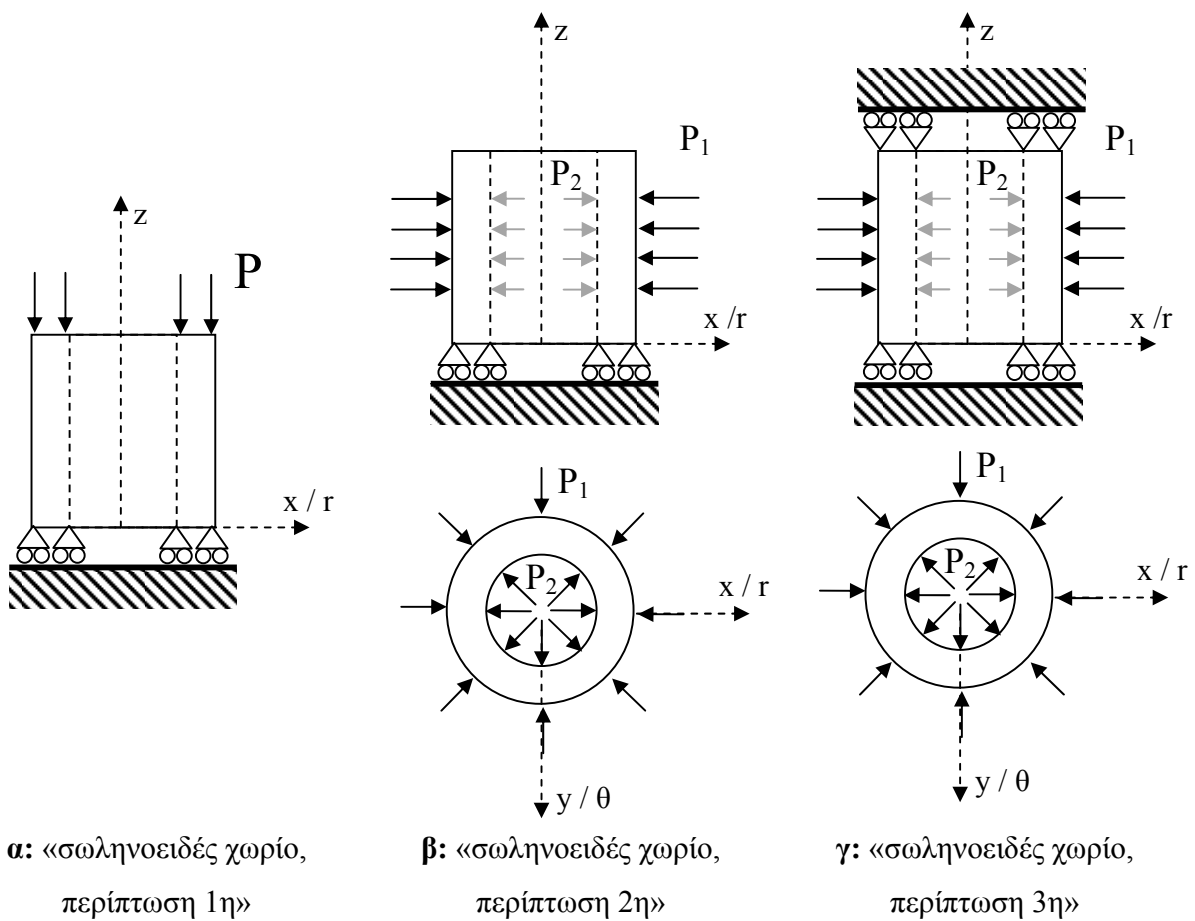 z
P
x / r
α: «σωληνοειδές χωρίο,
περίπτωση 1η»
z
P1
P2
x /r
P1
P2
x / r
y / θ
β: «σωληνοειδές χωρίο,
περίπτωση 2η»
z
P1
P2
x /r
P1
P2
x / r
y / θ
γ: «σωληνοειδές χωρίο,
περίπτωση 3η»